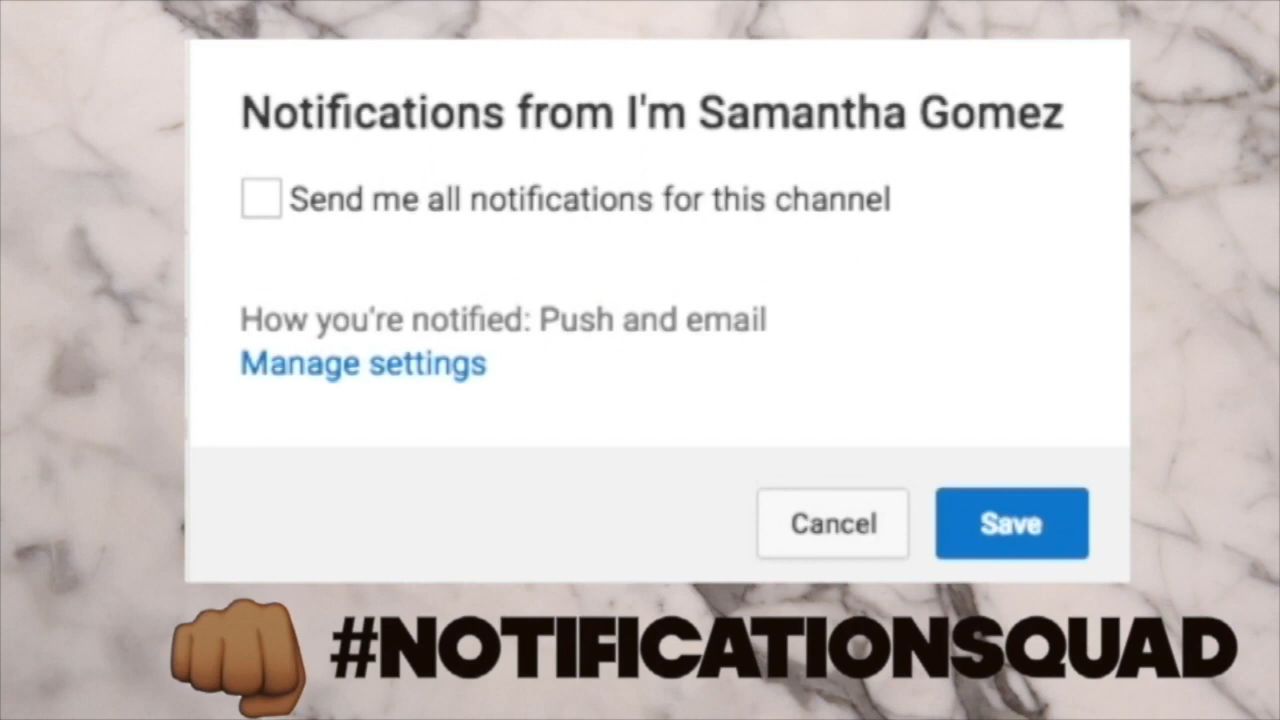 Notifications from I'm Samantha Gomez
Send me all notifications for this channel
How you're notified: Push and email
Manage settings
Cancel
Save
#NOTIFICATIONSQUAD